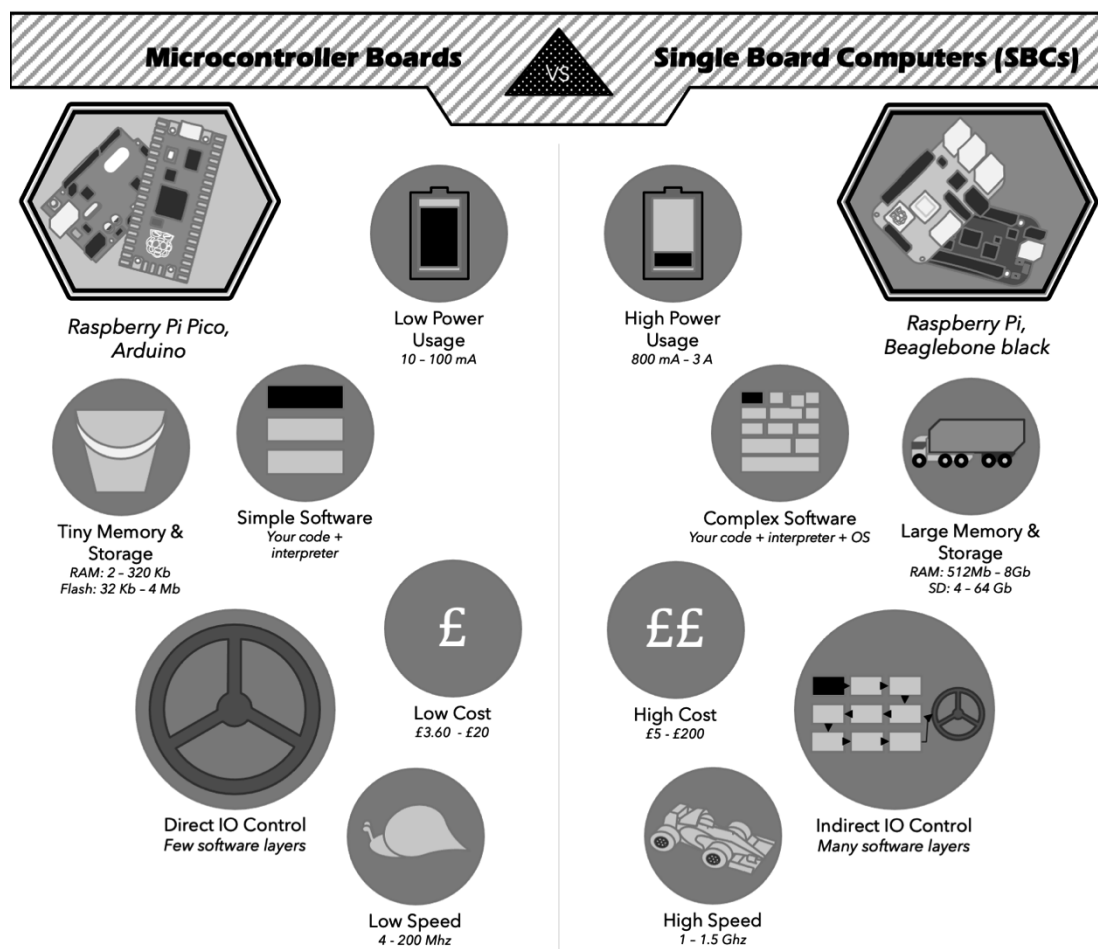 Microcontroller Boards
VS
Single Board Computers (SBCs)
Raspberry Pi Pico,
Arduino
Low Power
Usage
10 – 100 mA
High Power
Usage
800 mA – 3 A
Raspberry Pi,
Beaglebone black
Tiny Memory &
Storage
RAM: 2 – 320 Kb
Flash: 32 Kb – 4 Mb
Simple Software
Your code +
interpreter
Complex Software
Your code + interpreter + OS
Large Memory &
Storage
RAM: 512Mb – 8Gb
SD: 4 – 64 Gb
£
Low Cost
£3.60 - £20
££
High Cost
£5 - £200
Direct IO Control
Few software layers
Indirect IO Control
Many software layers
Low Speed
4 - 200 Mhz
High Speed
1 – 1.5 Ghz